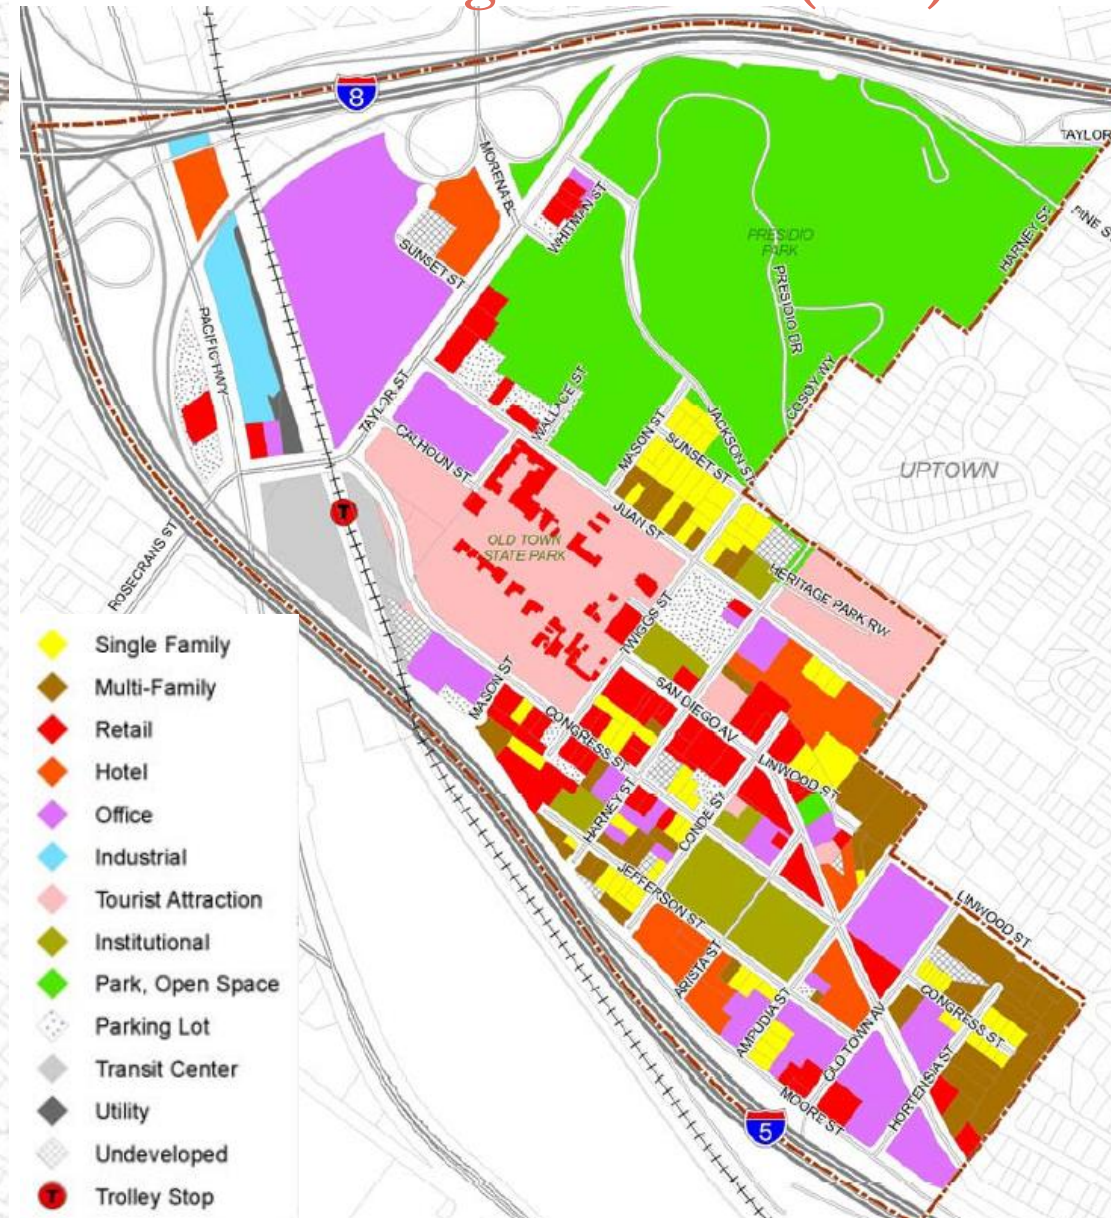 8
TAYLOR
MORENA BL
WHITMAN ST
HARNEY ST
PINE S
SUNSET ST
PRESIDIO
PARK
PRESIDIO DR
PACIFIC HWY
TAYLOR ST
WALLACE ST
COSOY WY
CALHOUN ST
MASON ST
JACKSON ST
SUNSET ST
UPTOWN
JUAN ST
T
OLD TOWN
STATE PARK
ROSECRANS ST
HERITAGE PARK RW
TWIGGS ST
MASON ST
SAN DIEGO AV
CONGRESS ST
LINWOOD ST
HARNEY ST
CONDE ST
JEFFERSON ST
LINWOOD ST
ARISTA ST
CONGRESS ST
AMPUDIA ST
OLD TOWN AV
MOORE ST
HORTENSIA ST
5
Single Family
Multi-Family
Retail
Hotel
Office
Industrial
Tourist Attraction
Institutional
Park, Open Space
Parking Lot
Transit Center
Utility
Undeveloped
T Trolley Stop